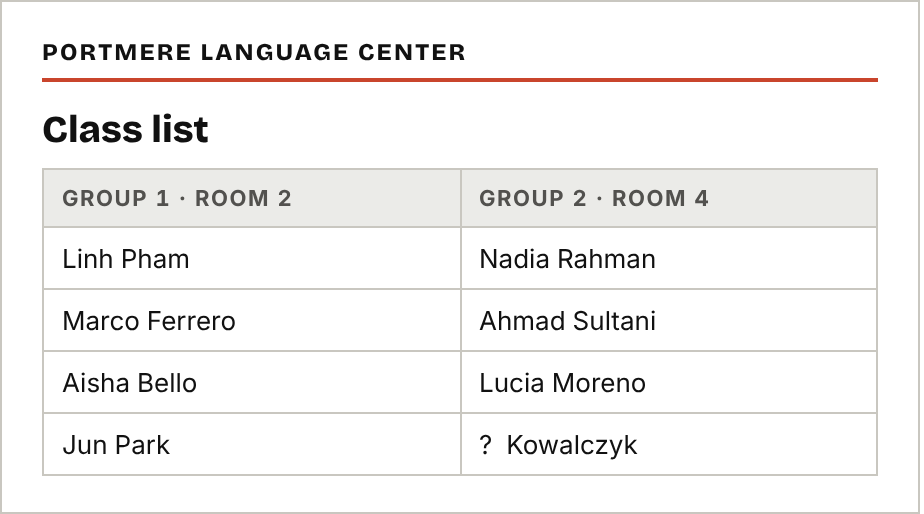 PORTMERE LANGUAGE CENTER
Class list
GROUP 1 · ROOM 2 GROUP 2 · ROOM 4
Linh Pham Nadia Rahman
Marco Ferrero Ahmad Sultani
Aisha Bello Lucia Moreno
Jun Park ? Kowalczyk